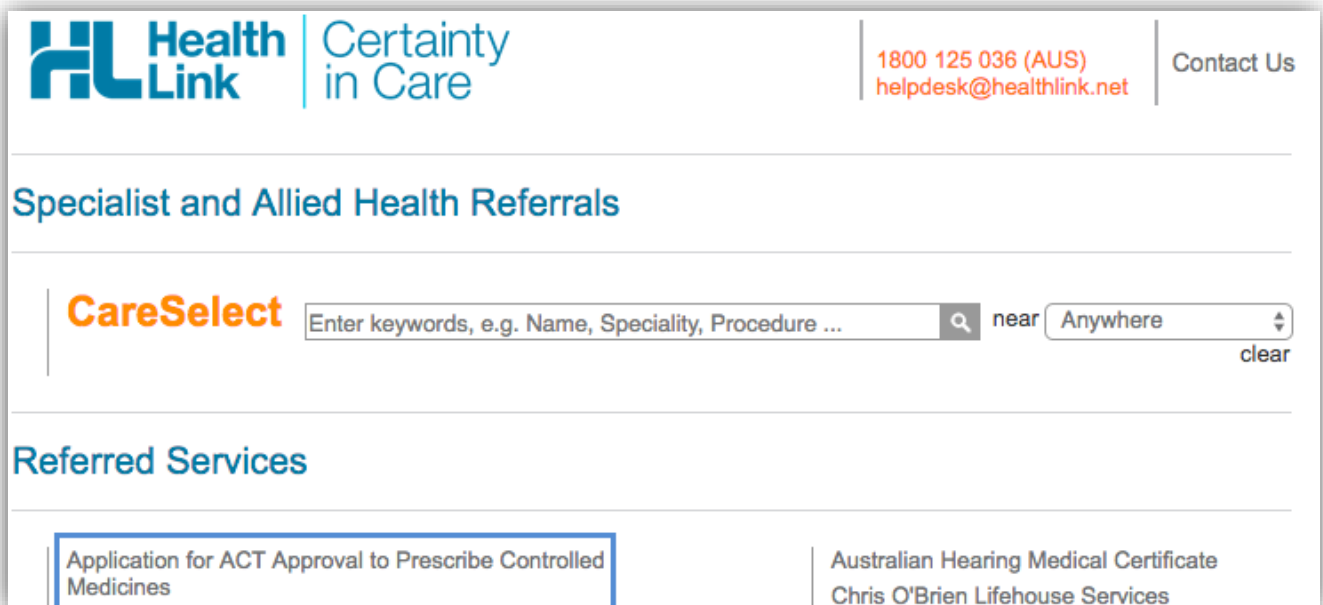 HL Health Link
Certainty in Care
1800 125 036 (AUS)
helpdesk@healthlink.net
Contact Us
Specialist and Allied Health Referrals
CareSelect
Enter keywords, e.g. Name, Speciality, Procedure ...
near
Anywhere
clear
Referred Services
Application for ACT Approval to Prescribe Controlled
Medicines
Australian Hearing Medical Certificate
Chris O'Brien Lifehouse Services